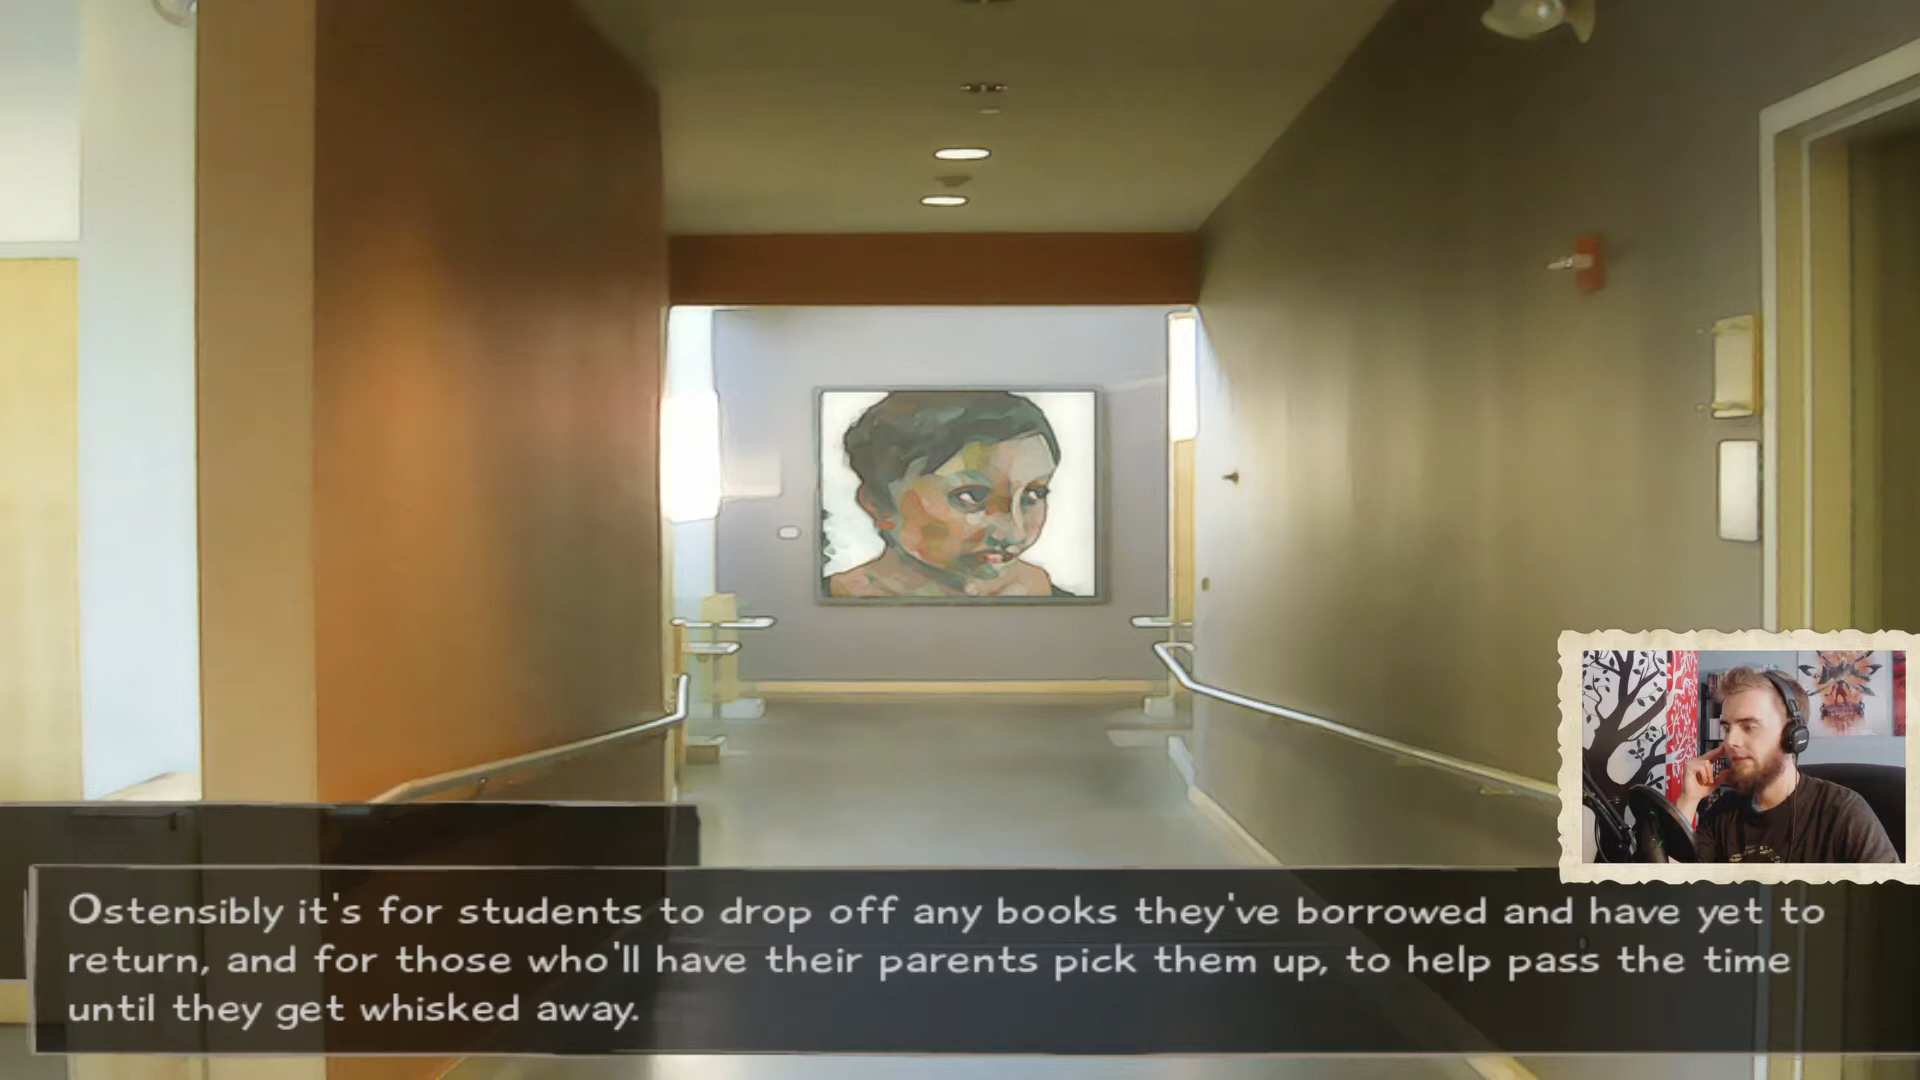 Ostensibly it's for students to drop off any books they've borrowed and have yet to
return, and for those who'll have their parents pick them up, to help pass the time
until they get whisked away.